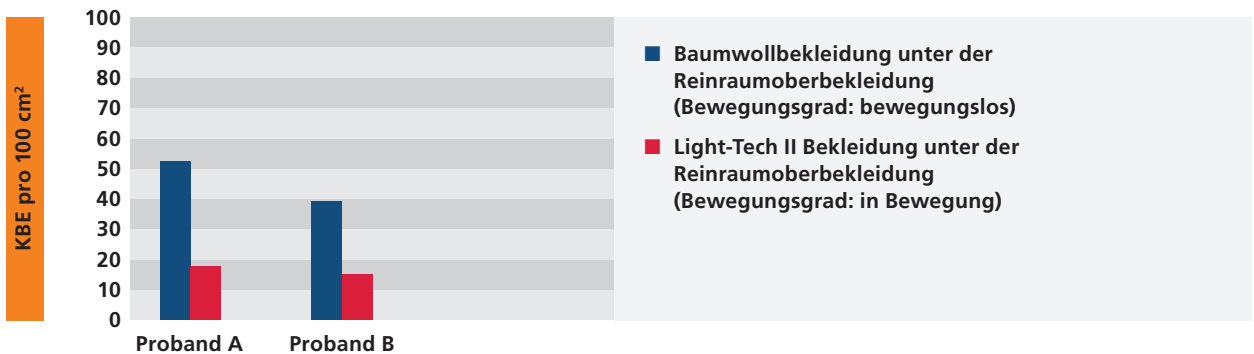 KBE pro 100 cm²
100
90
80
70
60
50
40
30
20
10
0
Proband A
Proband B
Baumwollbekleidung unter der
Reinraumoberbekleidung
(Bewegungsgrad: bewegungslos)
Light-Tech II Bekleidung unter der
Reinraumoberbekleidung
(Bewegungsgrad: in Bewegung)